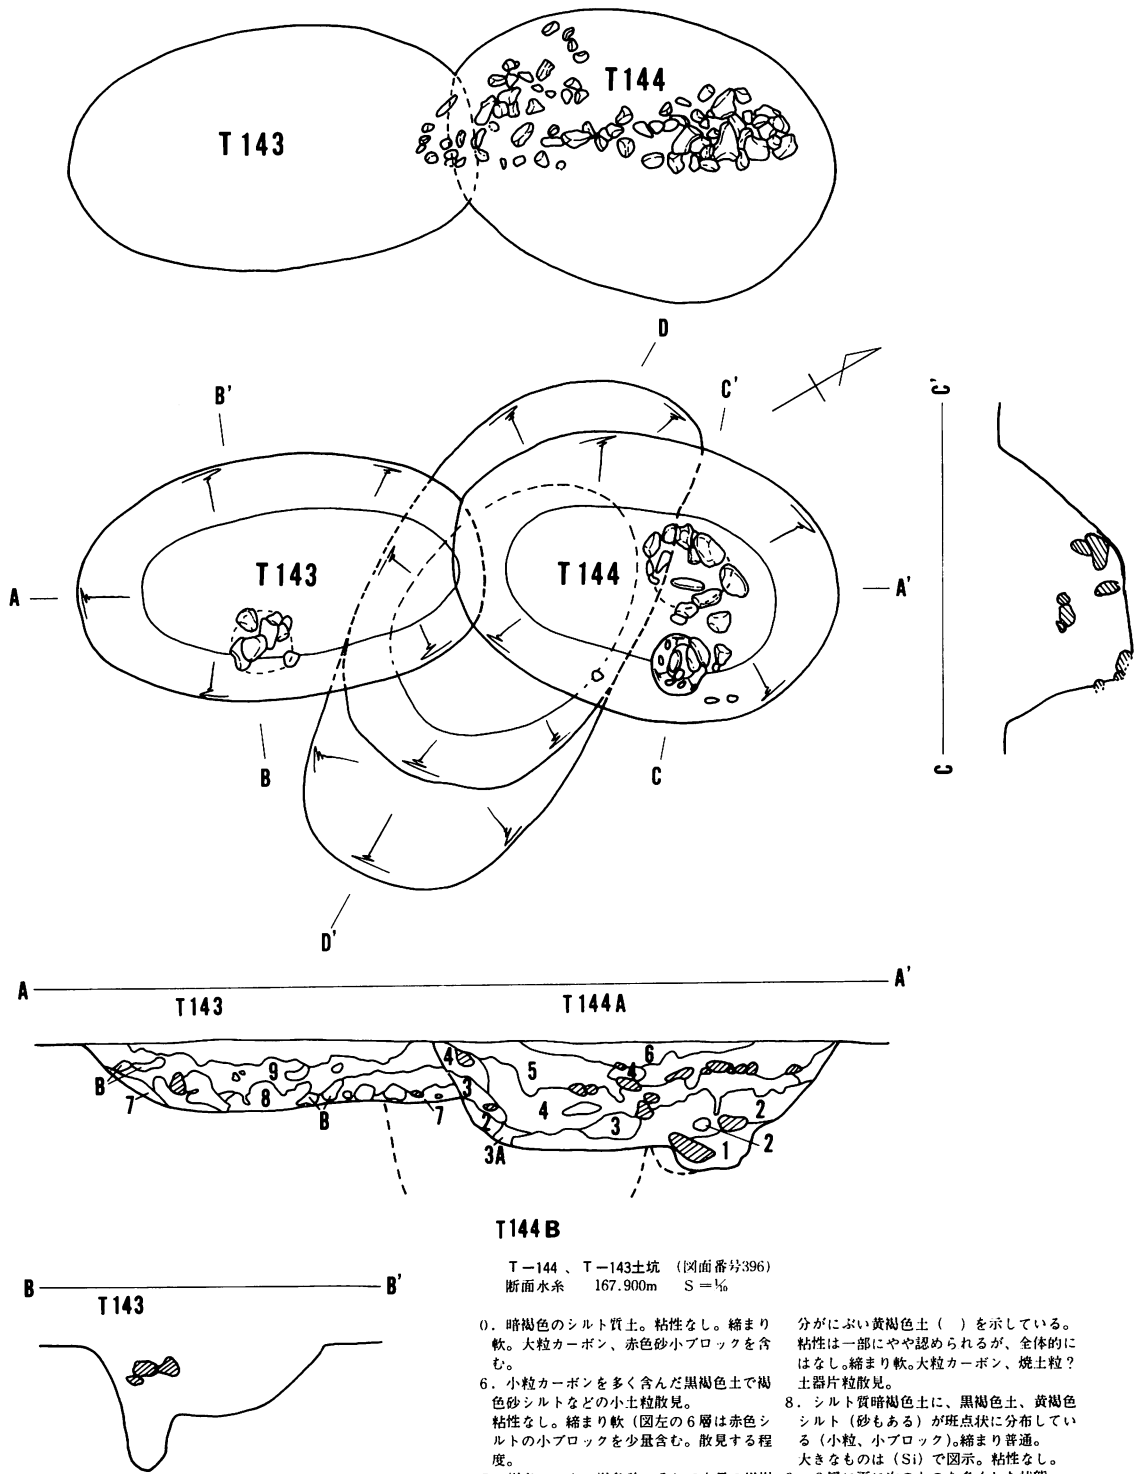 T143
T144
D
B'
C'
C'
T143
T144
A
A'
B
C
C
D'
A
A'
T143
T144A
4
6
5
4
9
B
3
7
8
B
7
2
4
3
2
3A
1
2
T144B
B
B'
T143
T-144 、T-143土坑 (図面番号396)
断面水糸 167.900m S=1/40
0. 暗褐色のシルト質土。粘性なし。締まり
軟。大粒カーボン、赤色砂小ブロックを含
む。
6. 小粒カーボンを多く含んだ黒褐色土で褐
色砂シルトなどの小土粒散見。
粘性なし。締まり軟(図左の6層は赤色シ
ルトの小ブロックを少量含む。散見する程
度。
分がにぶい黄褐色土( )を示している。
粘性は一部にやや認められるが、全体的に
はなし。締まり軟。大粒カーボン、焼土粒?
土器片粒散見。
8. シルト質暗褐色土に、黒褐色土、黄褐色
シルト(砂もある)が班点状に分布してい
る(小粒、小ブロック)。締まり普通。
大きなものは(Si)で図示。粘性なし。